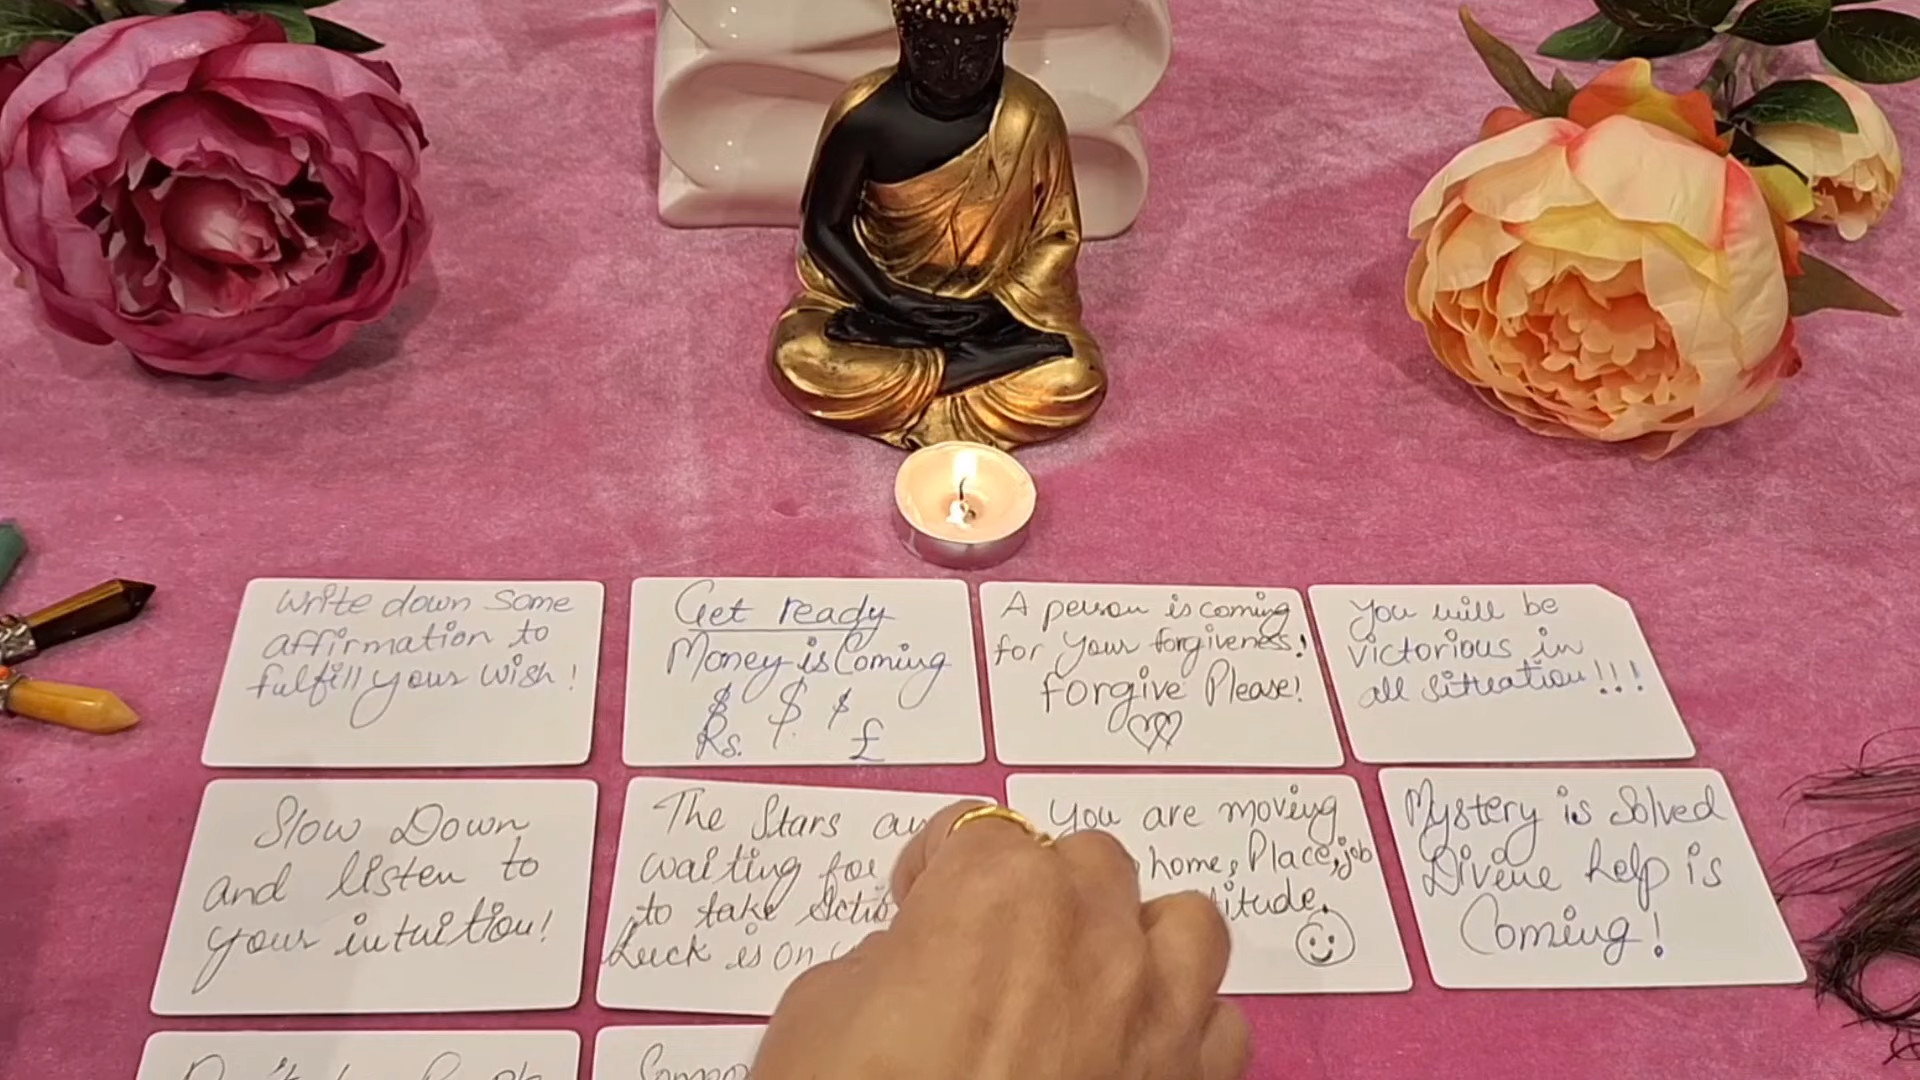 Write down some
affirmation to
fulfill your wish!
Get ready
Money is Coming
$ $ $
Rs. £
A person is coming
for your forgiveness!
forgive Please!
You will be
victorious in
all situation!!!
Slow Down
and listen to
your intuition!
The Stars
waiting for
to take
Luck is on
You are moving
home, Place, job
Mystery is Solved
Divine help is
Coming!